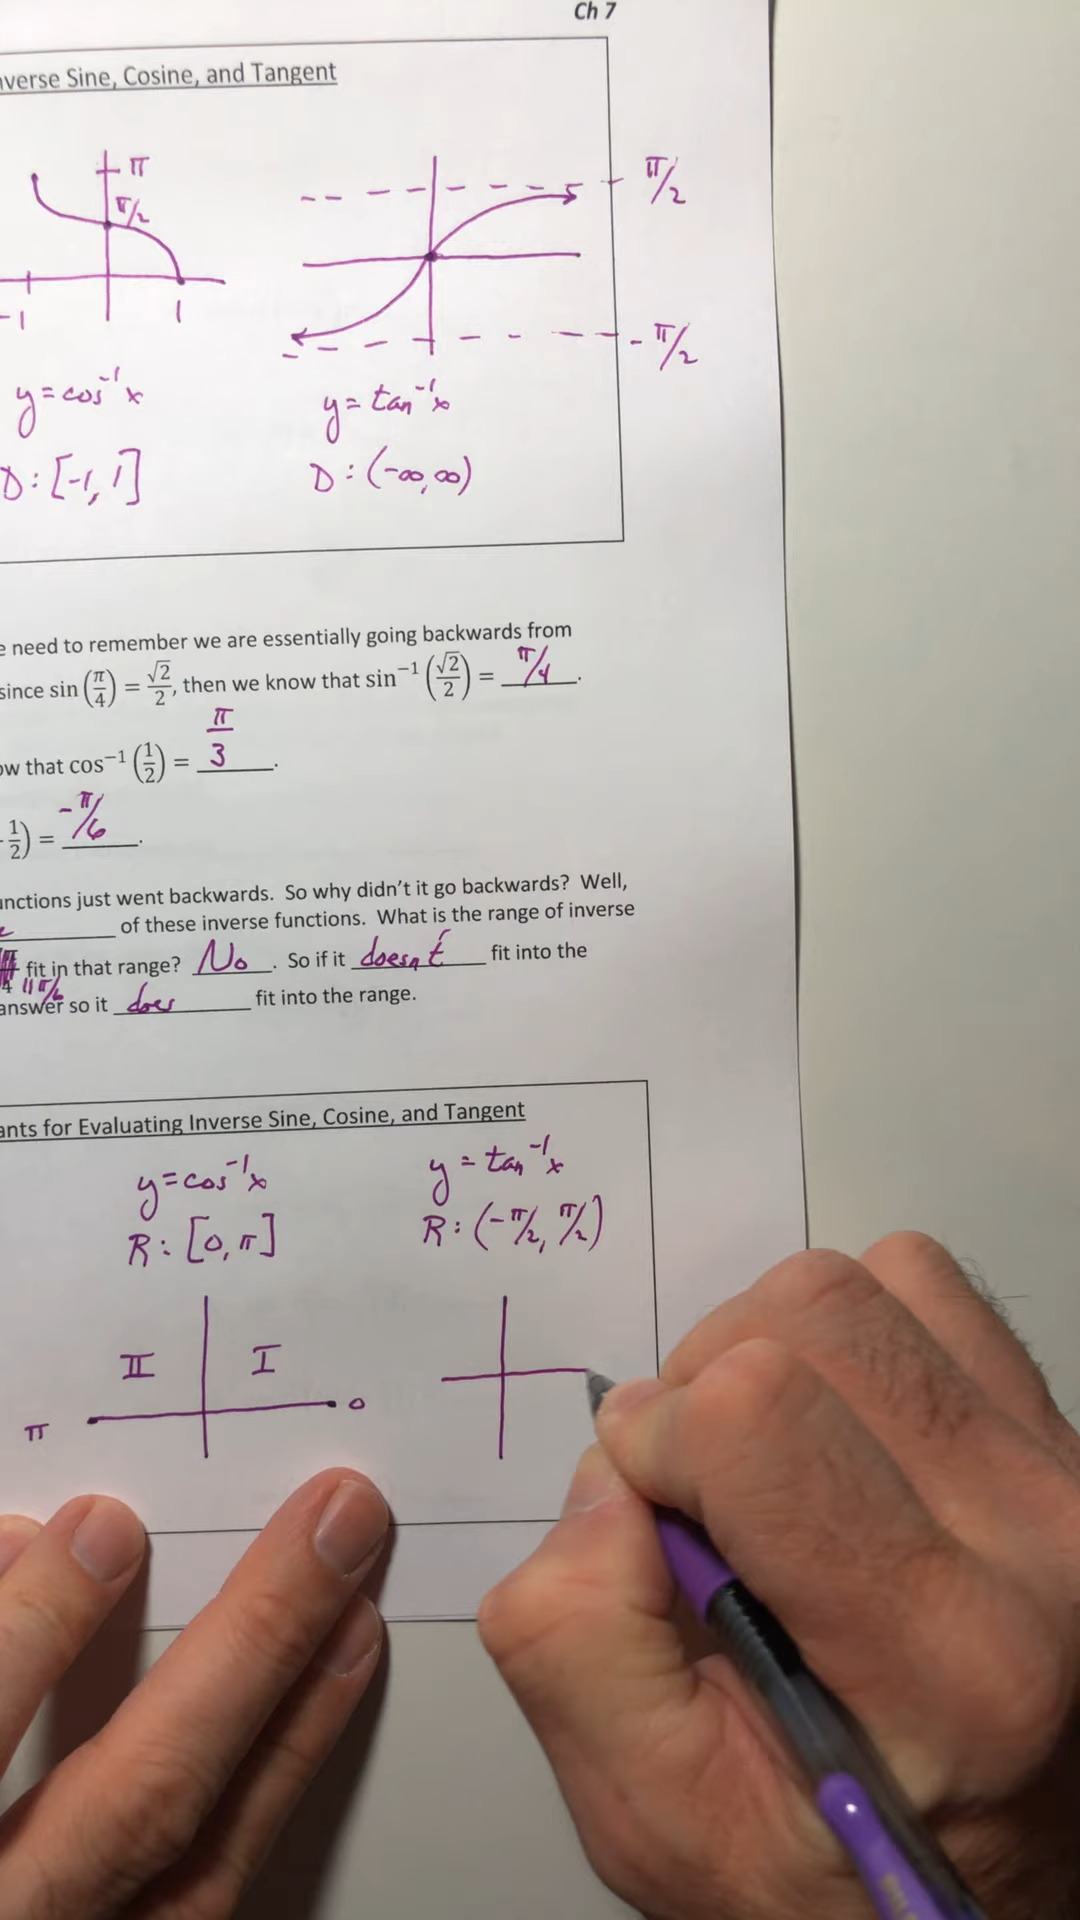 Ch 7
nverse Sine, Cosine, and Tangent
π
π/2
-1
1
π/2
-π/2
y=cos⁻¹x
y=tan⁻¹x
D:[-1,1]
D:(-∞,∞)
need to remember we are essentially going backwards from
since sin (π/4) = √2/2, then we know that sin⁻¹ (√2/2) = π/4.
ow that cos⁻¹ (1/2) = π/3.
1/2) = -π/6.
unctions just went backwards. So why didn't it go backwards? Well,
of these inverse functions. What is the range of inverse
fit in that range? No. So if it doesn't fit into the
11π/6
answer so it does fit into the range.
ants for Evaluating Inverse Sine, Cosine, and Tangent
y=cos⁻¹x
y=tan⁻¹x
R:[0,π]
R:(-π/2,π/2)
II
I
π
0